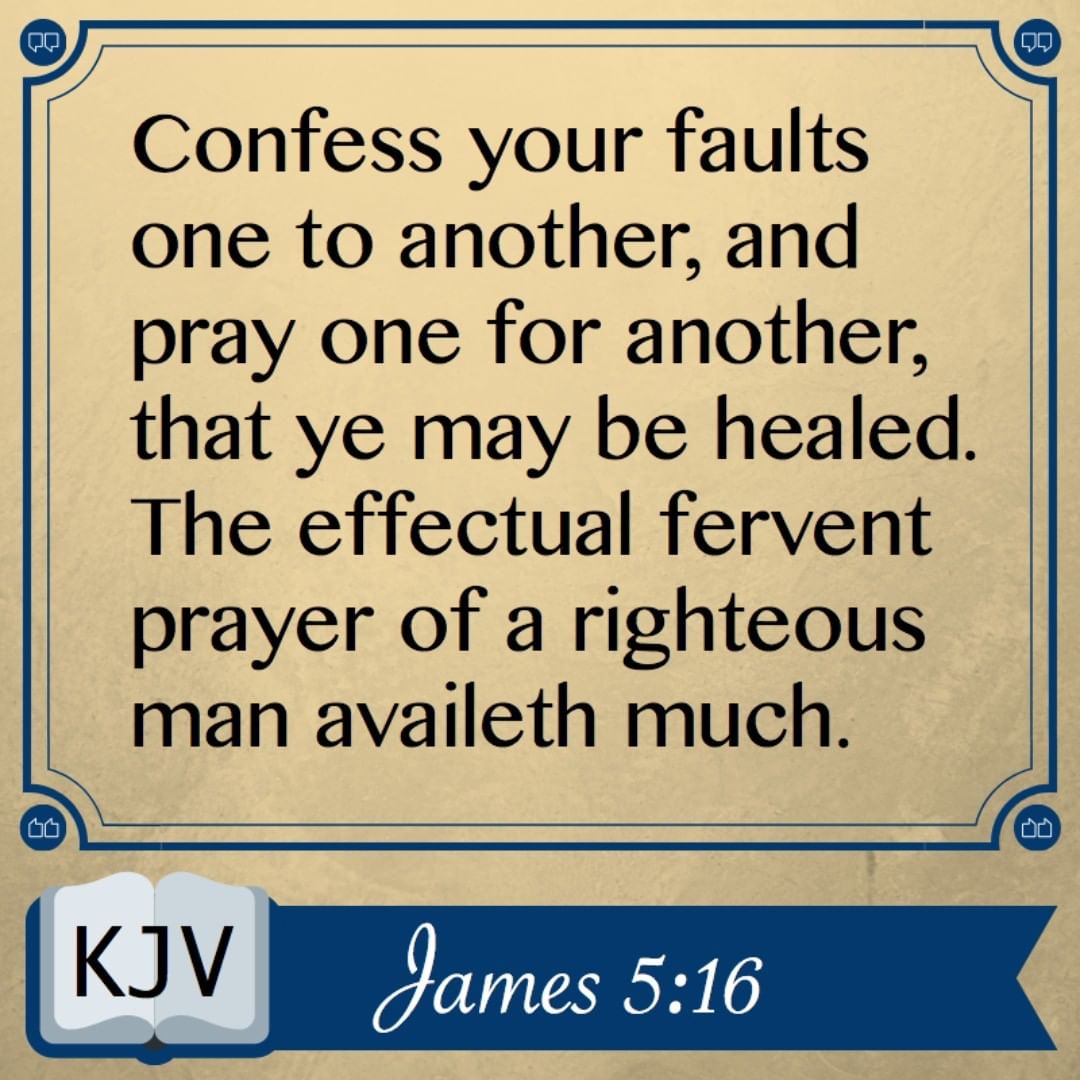 Confess your faults
one to another, and
pray one for another,
that ye may be healed.
The effectual fervent
prayer of a righteous
man availeth much.
KJV
James 5:16